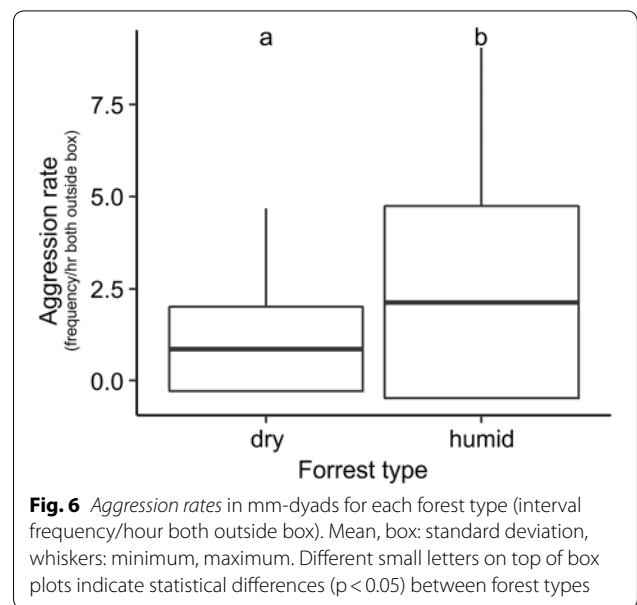 a
b
7.5
5.0
2.5
0.0
Aggression rate
(frequency/hr both outside box)
dry
humid
Forrest type
Fig. 6 Aggression rates in mm-dyads for each forest type (interval
frequency/hour both outside box). Mean, box: standard deviation,
whiskers: minimum, maximum. Different small letters on top of box
plots indicate statistical differences (p < 0.05) between forest types